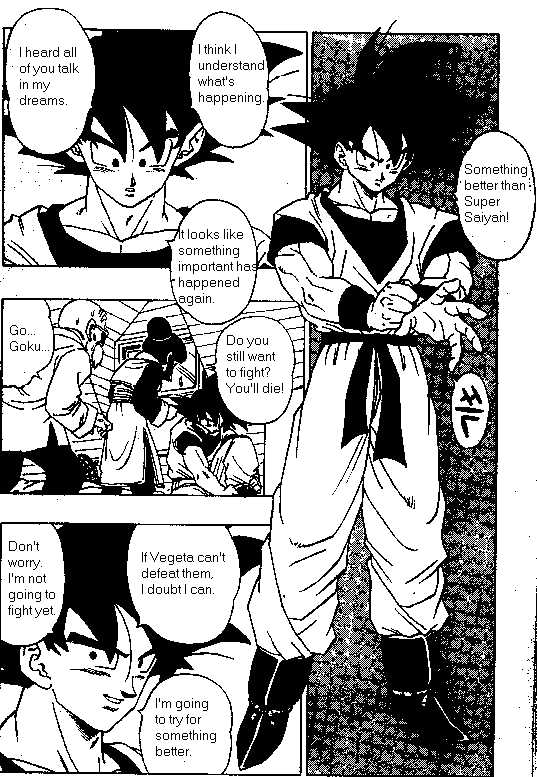 I heard all
of you talk
in my
dreams.
I think I
understand
what's
happening.
It looks like
something
important has
happened
again.
Go...
Goku...
Do you
still want
to fight?
You'll die!
Don't
worry.
I'm not
going to
fight yet.
If Vegeta can't
defeat them,
I doubt I can.
I'm going
to try for
something
better.
Something
better than
Super
Saiyan!